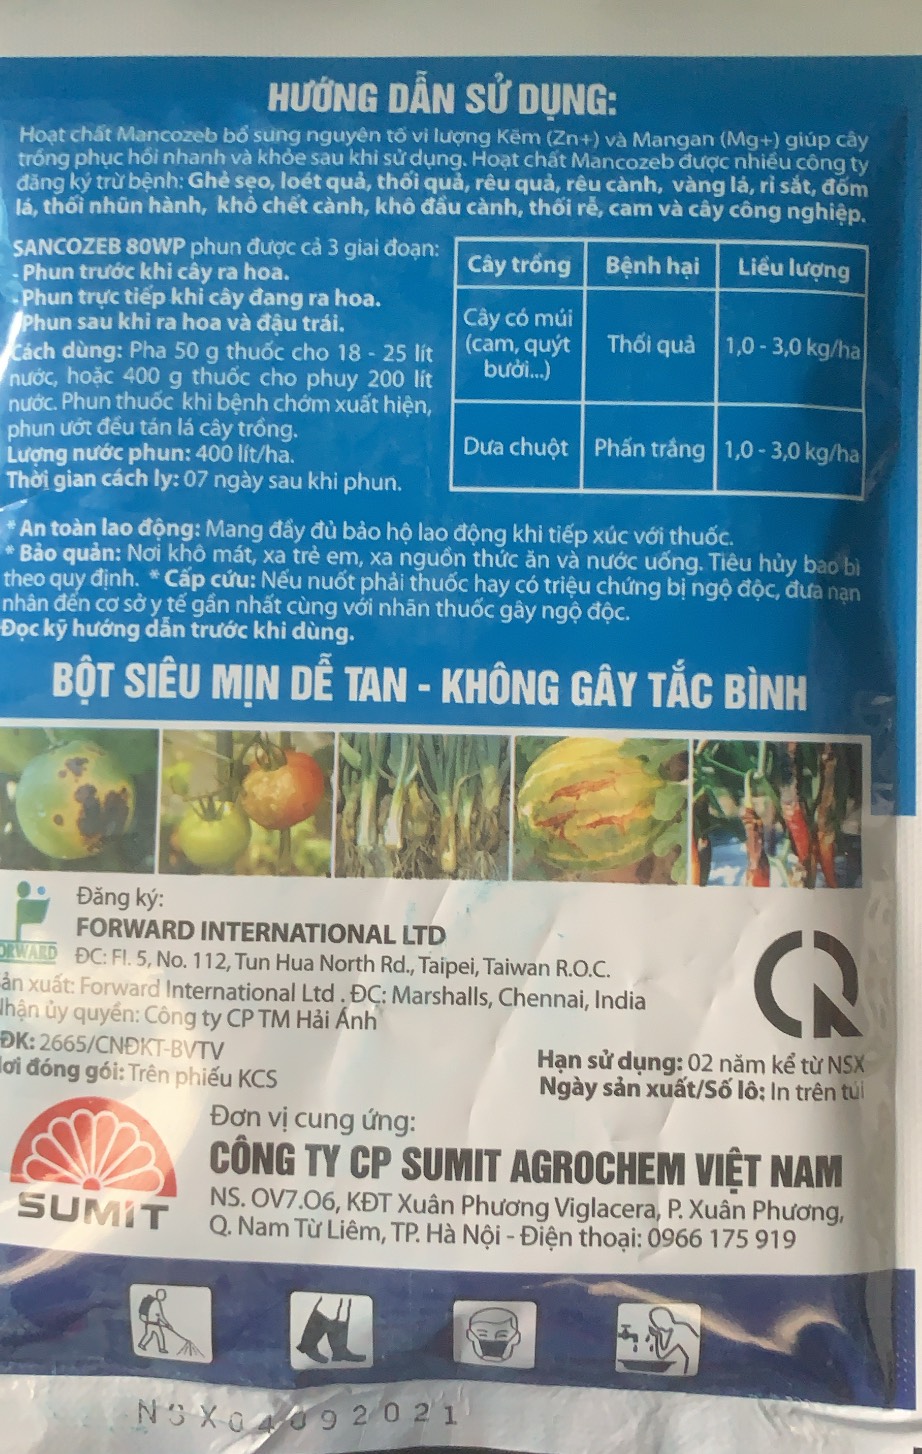 HƯỚNG DẪN SỬ DỤNG:
Hoạt chất Mancozeb bổ sung nguyên tố vi lượng Kẽm (Zn+) và Mangan (Mg+) giúp cây
trồng phục hồi nhanh và khỏe sau khi sử dụng. Hoạt chất Mancozeb được nhiều công ty
đăng ký trừ bệnh: Ghẻ sẹo, loét quả, thối quả, rêu quả, rêu cành, vàng lá, rỉ sắt, đốm
lá, thối nhũn hành, khô chết cành, khô đầu cành, thối rễ, cam và cây công nghiệp.
SANCOZEB 80WP phun được cả 3 giai đoạn:
- Phun trước khi cây ra hoa.
- Phun trực tiếp khi cây đang ra hoa.
Phun sau khi ra hoa và đậu trái.
Cách dùng: Pha 50 g thuốc cho 18 - 25 lít
nước, hoặc 400 g thuốc cho phuy 200 lít
nước. Phun thuốc khi bệnh chớm xuất hiện,
phun ướt đều tán lá cây trồng.
Lượng nước phun: 400 lít/ha.
Thời gian cách ly: 07 ngày sau khi phun.
Cây trồng Bệnh hại Liều lượng
Cây có múi
(cam, quýt
bưởi...) Thối quả 1,0 - 3,0 kg/ha
Dưa chuột Phấn trắng 1,0 - 3,0 kg/ha
* An toàn lao động: Mang đầy đủ bảo hộ lao động khi tiếp xúc với thuốc.
* Bảo quản: Nơi khô mát, xa trẻ em, xa nguồn thức ăn và nước uống. Tiêu hủy bao bì
theo quy định. * Cấp cứu: Nếu nuốt phải thuốc hay có triệu chứng bị ngộ độc, đưa nạn
nhân đến cơ sở y tế gần nhất cùng với nhãn thuốc gây ngộ độc.
Đọc kỹ hướng dẫn trước khi dùng.
BỘT SIÊU MỊN DỄ TAN - KHÔNG GÂY TẮC BÌNH
Đăng ký:
FORWARD INTERNATIONAL LTD
ORWARD ĐC: Fl. 5, No. 112, Tun Hua North Rd., Taipei, Taiwan R.O.C.
ản xuất: Forward International Ltd . ĐC: Marshalls, Chennai, India
Nhận ủy quyền: Công ty CP TM Hải Ánh
ĐK: 2665/CNĐKT-BVTV
ơi đóng gói: Trên phiếu KCS
Hạn sử dụng: 02 năm kể từ NSX
Ngày sản xuất/Số lô: In trên túi
Đơn vị cung ứng:
CÔNG TY CP SUMIT AGROCHEM VIỆT NAM
SUMIT
NS. OV7.O6, KĐT Xuân Phương Viglacera, P. Xuân Phương,
Q. Nam Từ Liêm, TP. Hà Nội - Điện thoại: 0966 175 919
NSX04092021